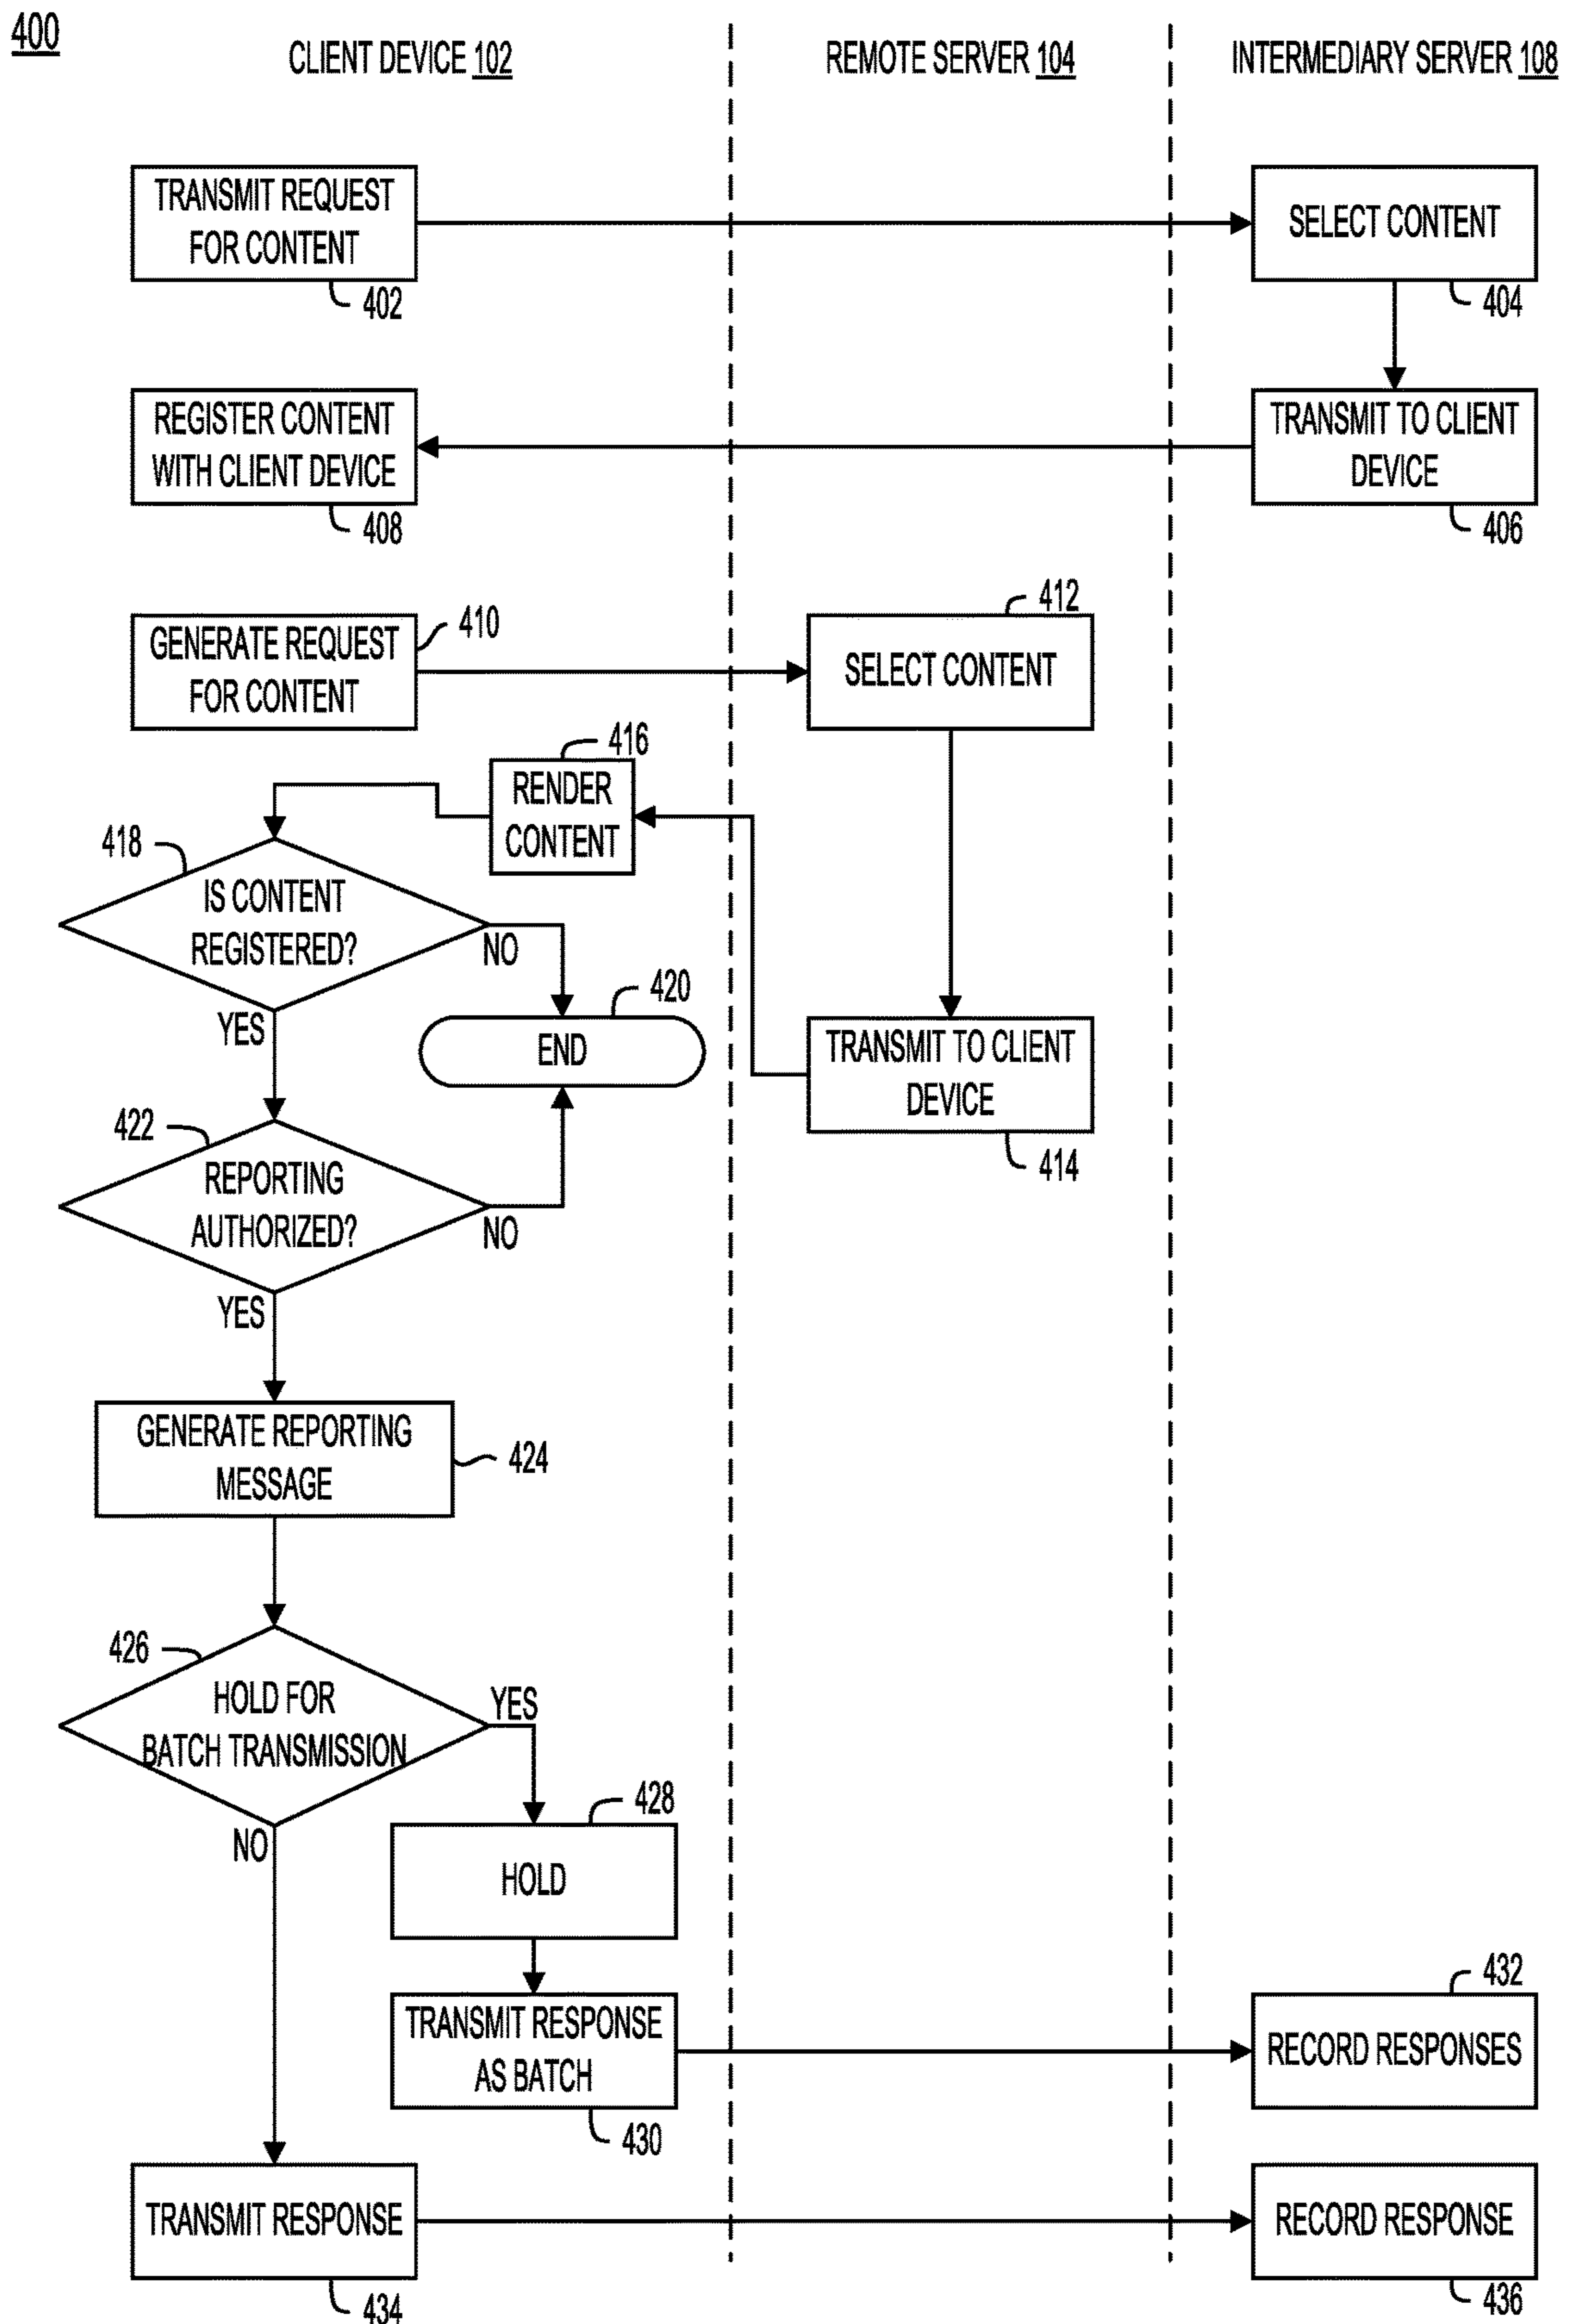 400
CLIENT DEVICE 102
REMOTE SERVER 104
INTERMEDIARY SERVER 108
TRANSMIT REQUEST
FOR CONTENT
402
SELECT CONTENT
404
REGISTER CONTENT
WITH CLIENT DEVICE
408
TRANSMIT TO CLIENT
DEVICE
406
GENERATE REQUEST
FOR CONTENT
410
412
SELECT CONTENT
416
RENDER
CONTENT
418
IS CONTENT
REGISTERED?
NO
YES
420
END
TRANSMIT TO CLIENT
DEVICE
414
422
REPORTING
AUTHORIZED?
NO
YES
GENERATE REPORTING
MESSAGE
424
426
HOLD FOR
BATCH TRANSMISSION
YES
NO
428
HOLD
TRANSMIT RESPONSE
AS BATCH
430
432
RECORD RESPONSES
TRANSMIT RESPONSE
434
RECORD RESPONSE
436